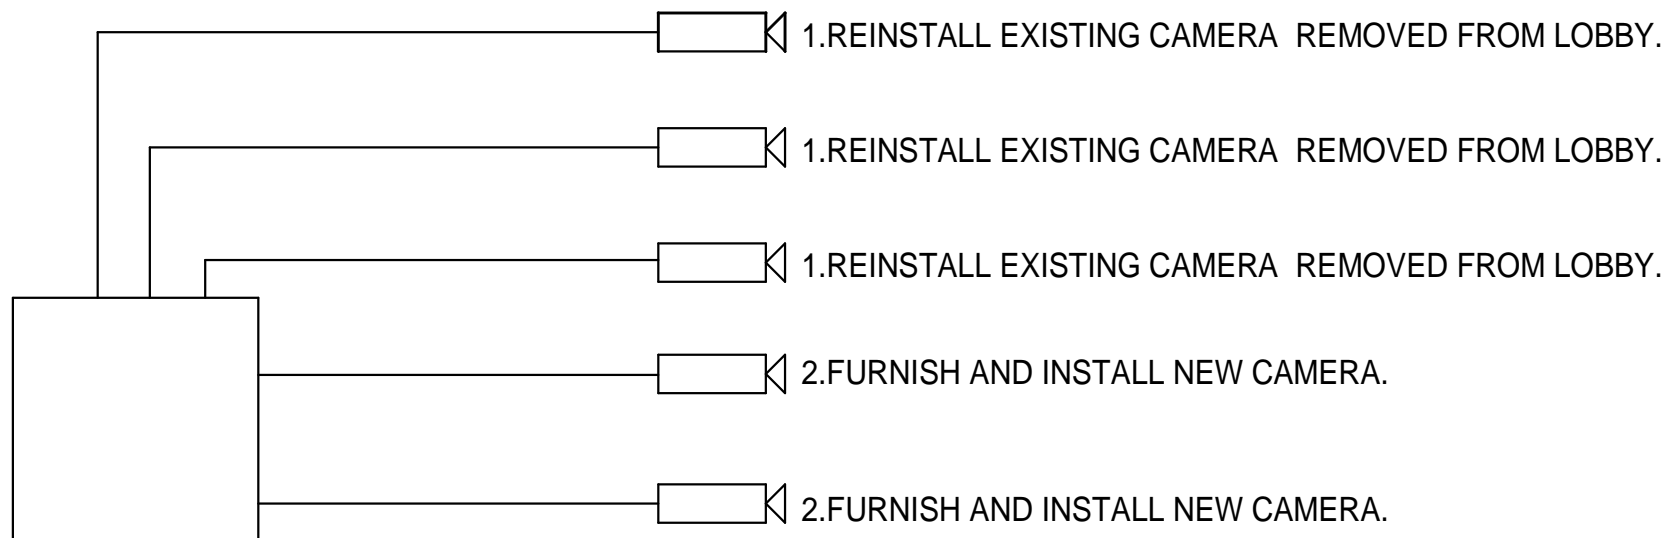 1.REINSTALL EXISTING CAMERA  REMOVED FROM LOBBY.
1.REINSTALL EXISTING CAMERA  REMOVED FROM LOBBY.
1.REINSTALL EXISTING CAMERA  REMOVED FROM LOBBY.
2.FURNISH AND INSTALL NEW CAMERA.
2.FURNISH AND INSTALL NEW CAMERA.